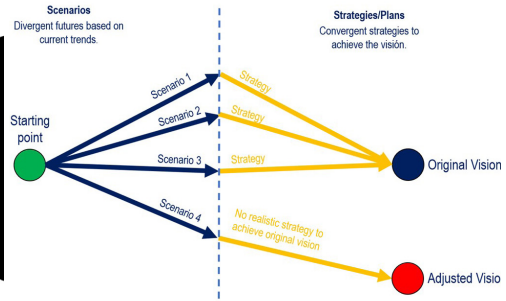 Scenarios
Divergent futures based on
current trends.
Strategies/Plans
Convergent strategies to
achieve the visión.
Starting
point
Scenario 1
Scenario 2
Scenario 3
Scenario 4
Strategy
Strategy
Strategy
No realistic strategy to
achieve original vision
Original Vision
Adjusted Visio